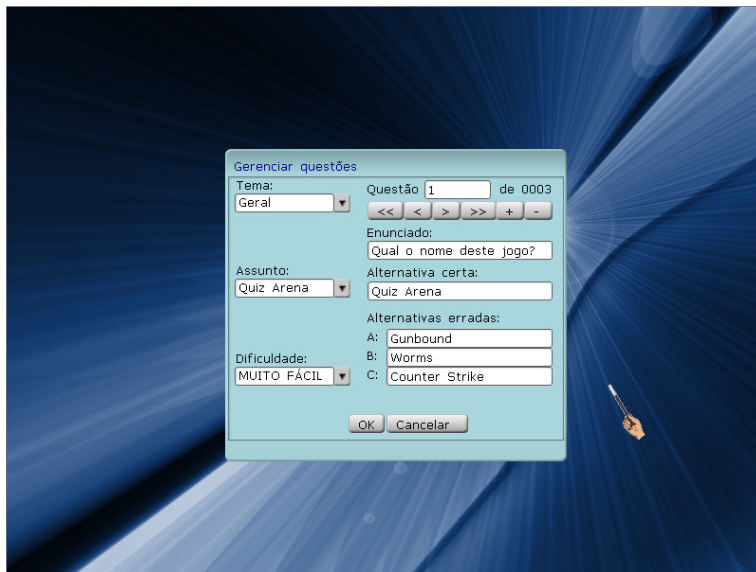 Gerenciar questões
Tema:
Geral
Questão 1 de 0003
<< < > >> + -
Enunciado:
Qual o nome deste jogo?
Assunto:
Quiz Arena
Alternativa certa:
Quiz Arena
Alternativas erradas:
A: Gunbound
B: Worms
C: Counter Strike
Dificuldade:
MUITO FÁCIL
OK Cancelar